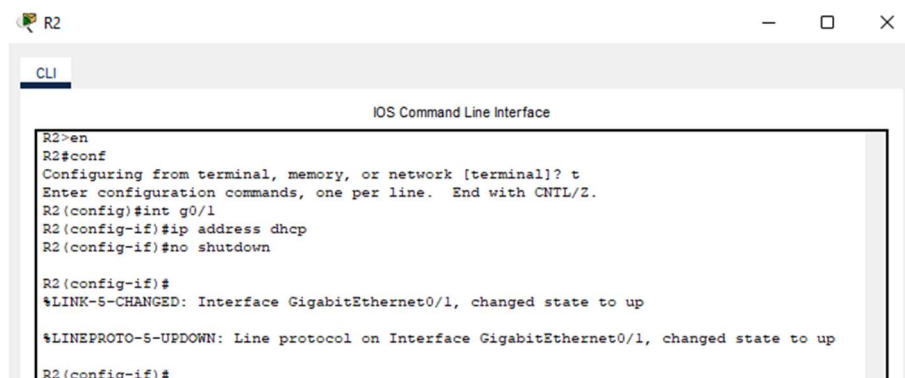 R2
CLI
IOS Command Line Interface
R2>en
R2#conf
Configuring from terminal, memory, or network [terminal]? t
Enter configuration commands, one per line.  End with CNTL/Z.
R2(config)#int g0/1
R2(config-if)#ip address dhcp
R2(config-if)#no shutdown
R2(config-if)#
%LINK-5-CHANGED: Interface GigabitEthernet0/1, changed state to up
%LINEPROTO-5-UPDOWN: Line protocol on Interface GigabitEthernet0/1, changed state to up
R2(config-if)#